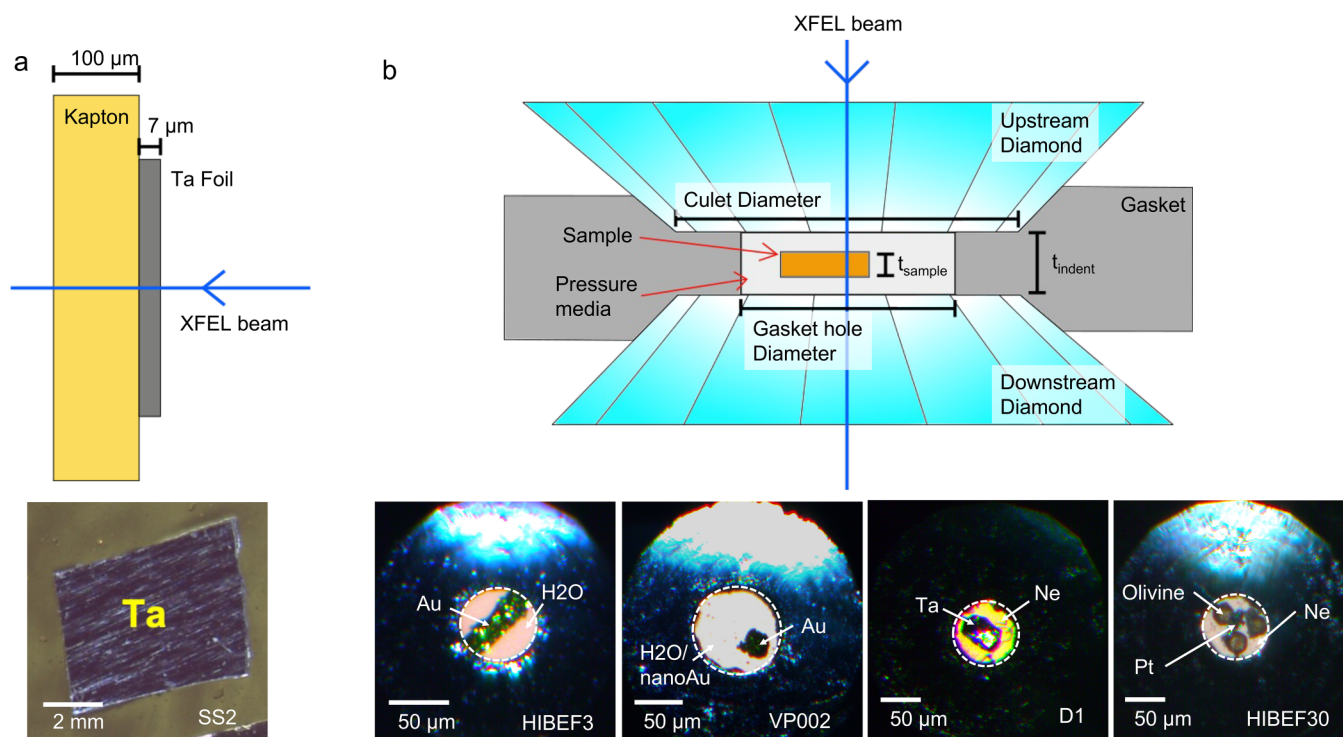 a
100 µm
Kapton
7 µm
Ta Foil
XFEL beam
b
XFEL beam
Upstream
Diamond
Culet Diameter
Gasket
Sample
t_sample
t_indent
Pressure
media
Gasket hole
Diameter
Downstream
Diamond
Ta
2 mm
SS2
Au
H2O
50 µm
HIBEF3
Au
H2O/
nanoAu
50 µm
VP002
Ta
Ne
50 µm
D1
Olivine
Ne
Pt
50 µm
HIBEF30